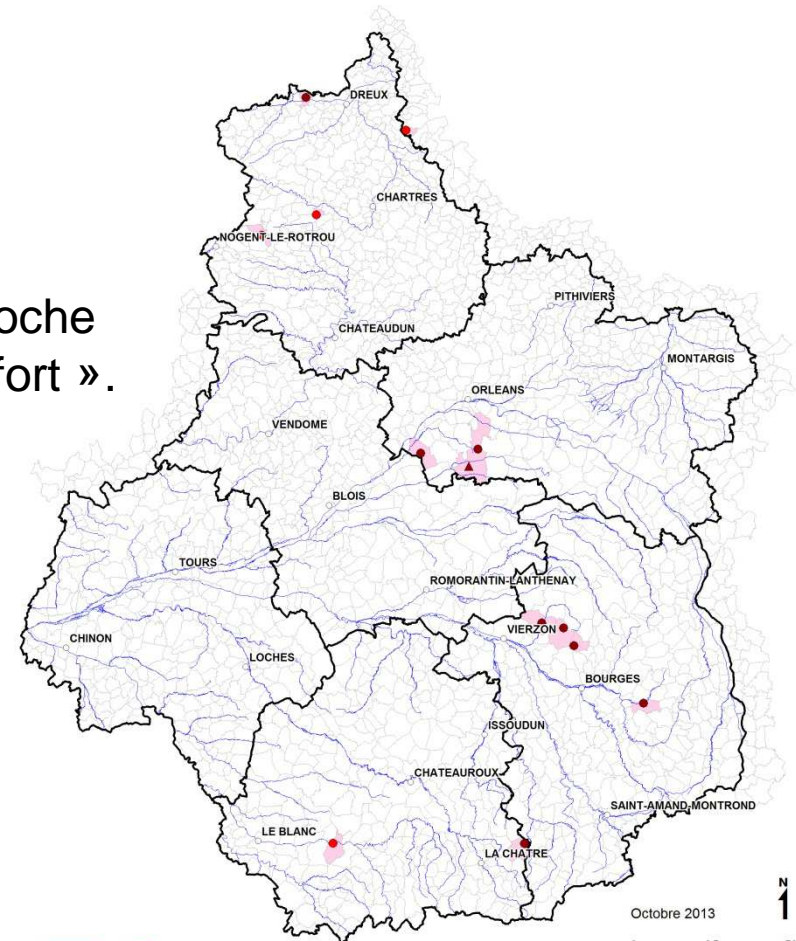 DREUX
CHARTRES
NOGENT-LE-ROTROU
oche
fort ».
PITHIVIERS
CHATEAUDUN
MONTARGIS
ORLEANS
VENDOME
BLOIS
TOURS
ROMORANTIN-LANTHENAY
VIERZON
CHINON
LOCHES
BOURGES
ISSOUDUN
CHATEAUROUX
SAINT-AMAND-MONTROND
LE BLANC
LA CHATRE
N
Octobre 2013